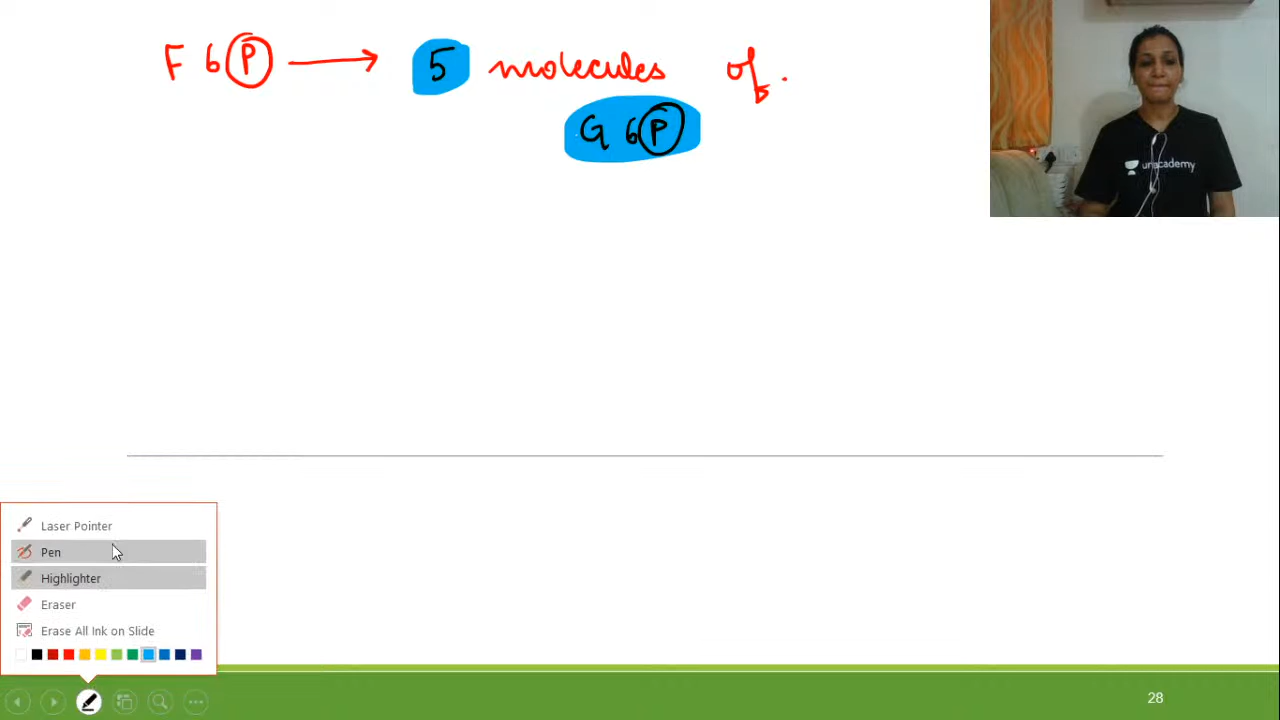 F 6 P → 5 molecules of.
G 6 P
unacademy
Laser Pointer
Pen
Highlighter
Eraser
Erase All Ink on Slide
28